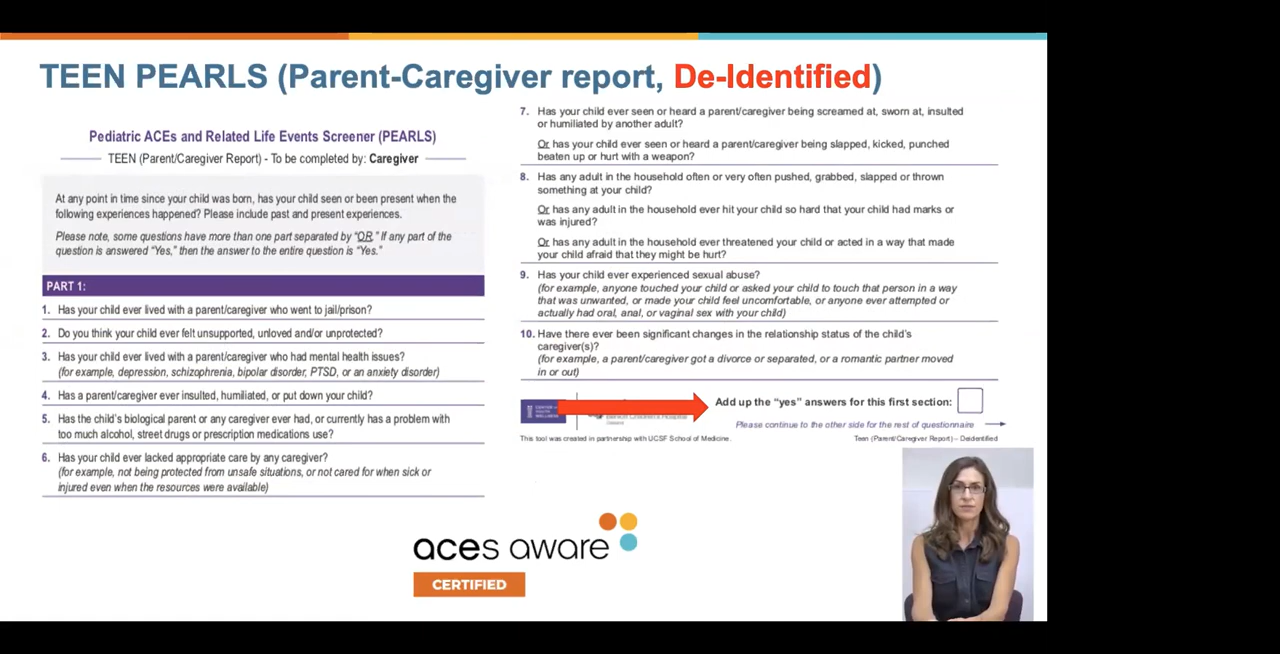 TEEN PEARLS (Parent-Caregiver report, De-Identified)
Pediatric ACEs and Related Life Events Screener (PEARLS)
TEEN (Parent/Caregiver Report) - To be completed by: Caregiver
At any point in time since your child was born, has your child seen or been present when the
following experiences happened? Please include past and present experiences.
Please note, some questions have more than one part separated by “OR.” If any part of the
question is answered “Yes,” then the answer to the entire question is “Yes.”
PART 1:
1. Has your child ever lived with a parent/caregiver who went to jail/prison?
2. Do you think your child ever felt unsupported, unloved and/or unprotected?
3. Has your child ever lived with a parent/caregiver who had mental health issues?
(for example, depression, schizophrenia, bipolar disorder, PTSD, or an anxiety disorder)
4. Has a parent/caregiver ever insulted, humiliated, or put down your child?
5. Has the child’s biological parent or any caregiver ever had, or currently has a problem with
too much alcohol, street drugs or prescription medications use?
6. Has your child ever lacked appropriate care by any caregiver?
(for example, not being protected from unsafe situations, or not cared for when sick or
injured even when the resources were available)
7. Has your child ever seen or heard a parent/caregiver being screamed at, sworn at, insulted
or humiliated by another adult?
Or has your child ever seen or heard a parent/caregiver being slapped, kicked, punched
beaten up or hurt with a weapon?
8. Has any adult in the household often or very often pushed, grabbed, slapped or thrown
something at your child?
Or has any adult in the household ever hit your child so hard that your child had marks or
was injured?
Or has any adult in the household ever threatened your child or acted in a way that made
your child afraid that they might be hurt?
9. Has your child ever experienced sexual abuse?
(for example, anyone touched your child or asked your child to touch that person in a way
that was unwanted, or made your child feel uncomfortable, or anyone ever attempted or
actually had oral, anal, or vaginal sex with your child)
10. Have there ever been significant changes in the relationship status of the child’s
caregiver(s)?
(for example, a parent/caregiver got a divorce or separated, or a romantic partner moved
in or out)
Add up the “yes” answers for this first section:
Please continue to the other side for the rest of questionnaire
This tool was created in partnership with UCSF School of Medicine.
Teen (Parent/Caregiver Report) – Deidentified
aces aware
CERTIFIED